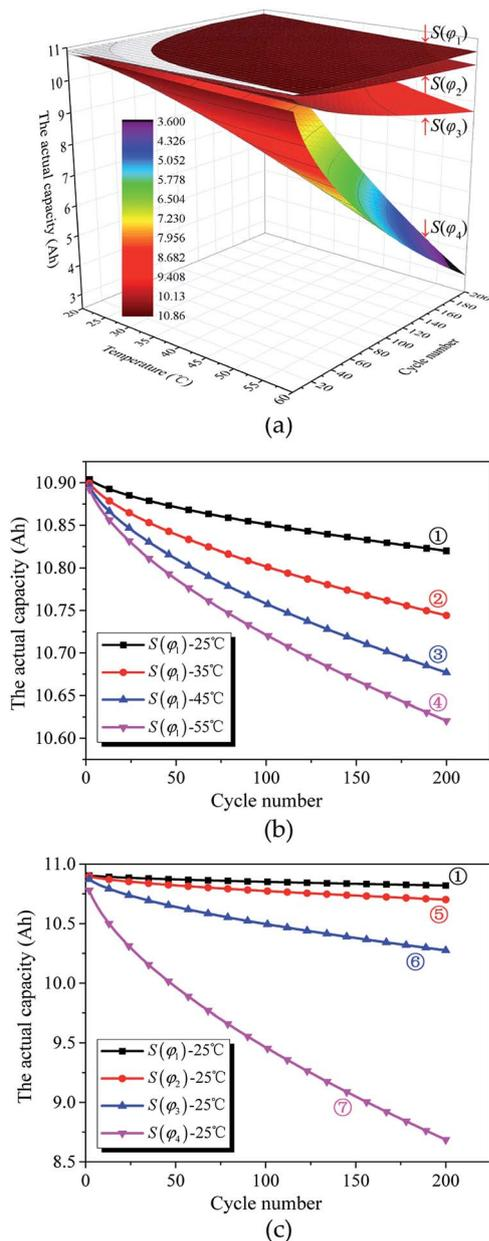 11
10
9
8
7
6
5
4
3
The actual capacity (Ah)
3.600
4.326
5.052
5.778
6.504
7.230
7.956
8.682
9.408
10.13
10.86
↓S(φ₁)
↑S(φ₂)
↑S(φ₃)
↓S(φ₄)
20
25
30
35
40
45
50
55
60
Temperature (℃)
20
40
60
80
100
120
140
160
180
200
Cycle number
(a)
10.90
10.85
10.80
10.75
10.70
10.65
10.60
The actual capacity (Ah)
①
②
③
④
S(φ₁)-25℃
S(φ₁)-35℃
S(φ₁)-45℃
S(φ₁)-55℃
0 50 100 150 200
Cycle number
(b)
11.0
10.5
10.0
9.5
9.0
8.5
The actual capacity (Ah)
①
⑤
⑥
⑦
S(φ₁)-25℃
S(φ₂)-25℃
S(φ₃)-25℃
S(φ₄)-25℃
0 50 100 150 200
Cycle number
(c)